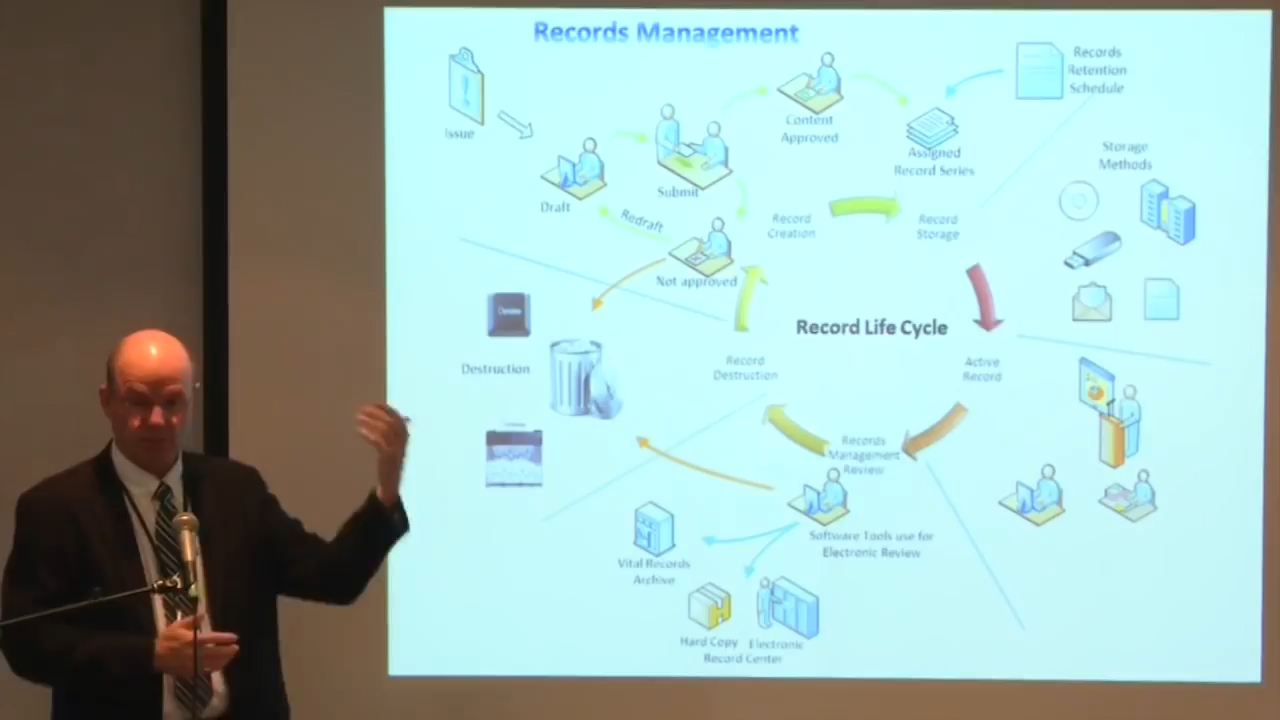 Records Management
Issue
Draft
Submit
Redraft
Not approved
Content
Approved
Assigned
Record Series
Records
Retention
Schedule
Storage
Methods
Record
Creation
Record
Storage
Record Life Cycle
Delete
Destruction
Record
Destruction
Active
Record
Records
Management
Review
Software Tools use for
Electronic Review
Vital Records
Archive
Hard Copy
Electronic
Record Center